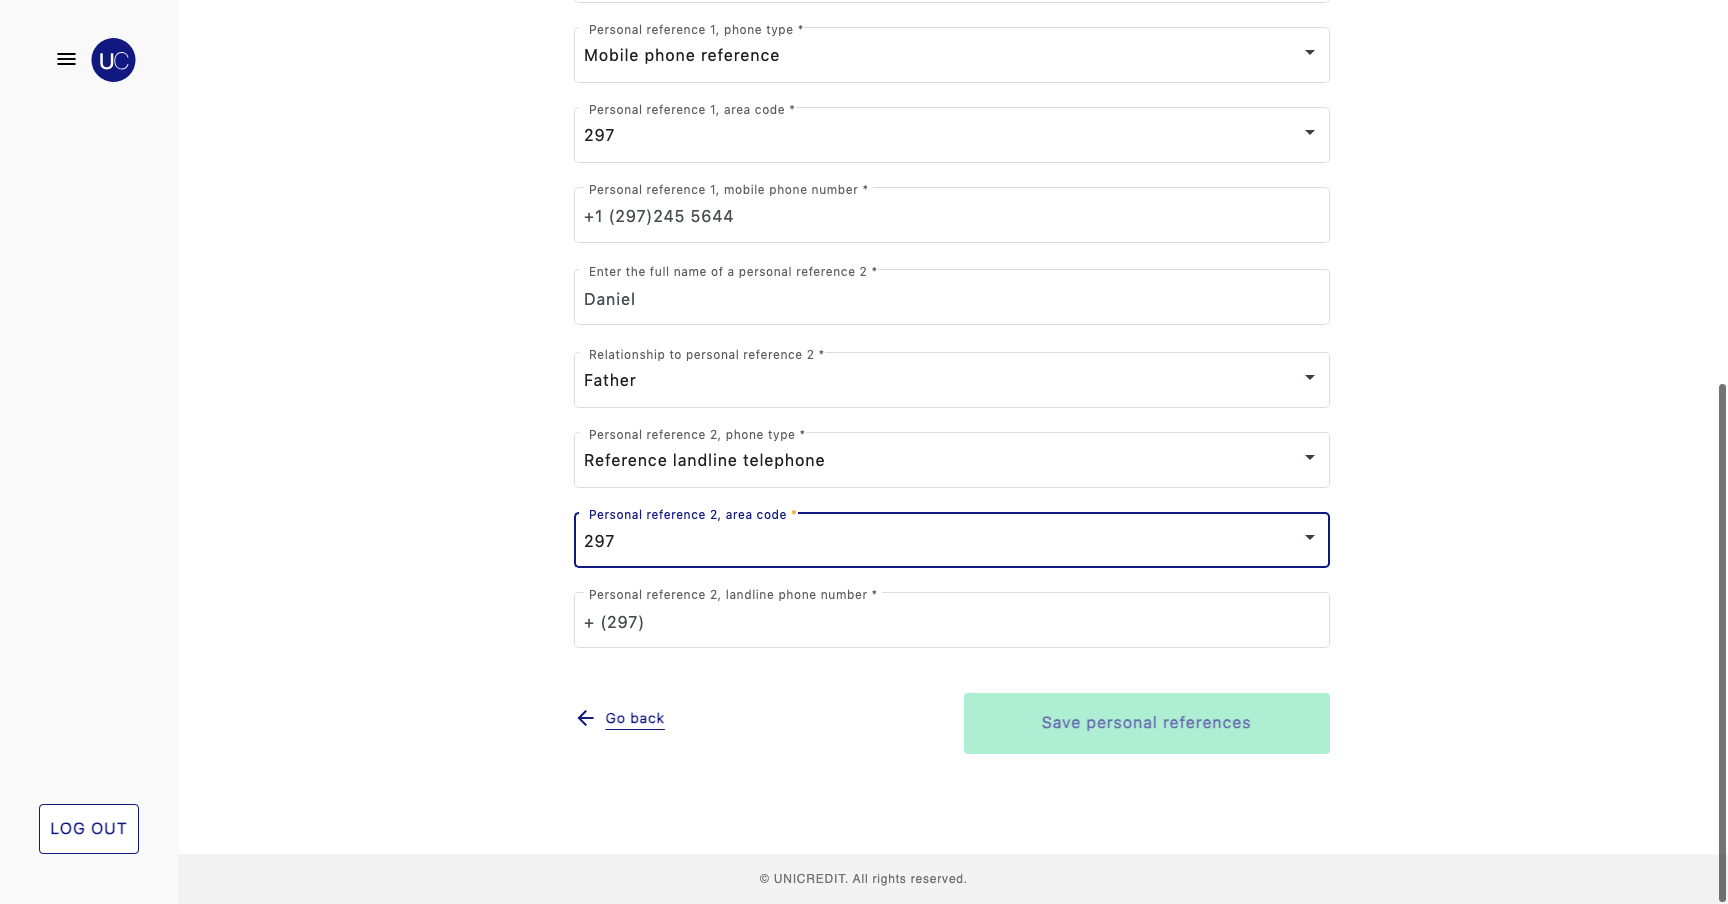 UC
Personal reference 1, phone type *
Mobile phone reference
Personal reference 1, area code *
297
Personal reference 1, mobile phone number *
+1 (297)245 5644
Enter the full name of a personal reference 2 *
Daniel
Relationship to personal reference 2 *
Father
Personal reference 2, phone type *
Reference landline telephone
Personal reference 2, area code *
297
Personal reference 2, landline phone number *
+ (297)
Go back
Save personal references
LOG OUT
© UNICREDIT. All rights reserved.